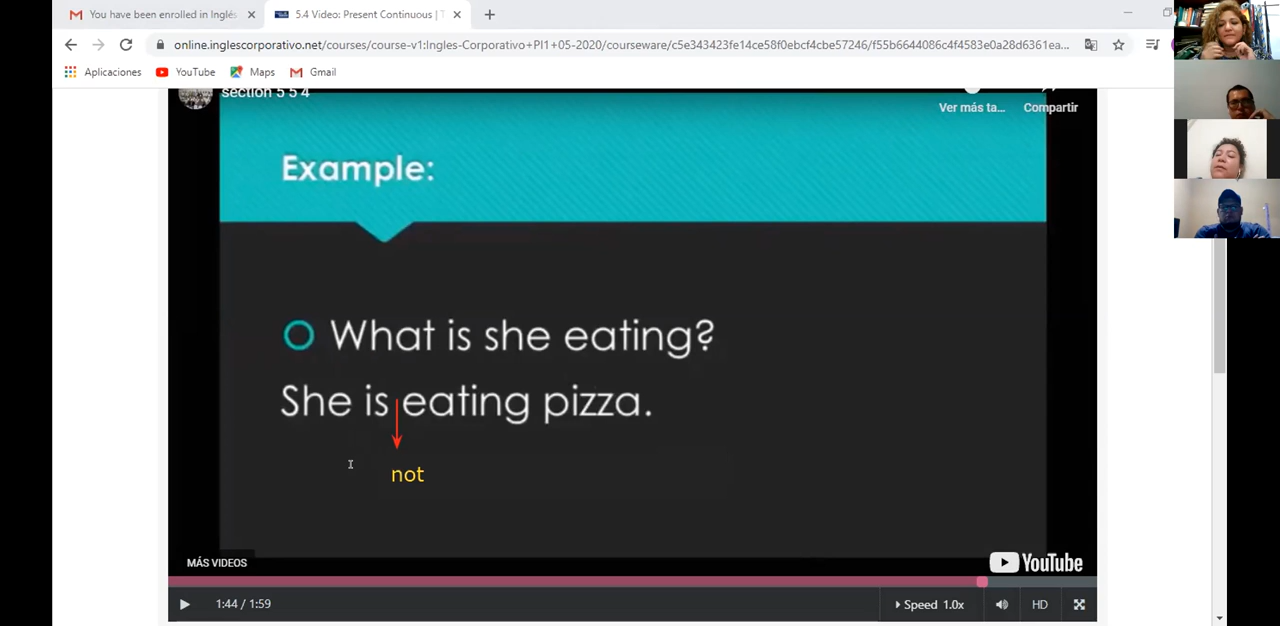 You have been enrolled in Inglés
5.4 Video: Present Continuous | T
online.inglescorporativo.net/courses/course-v1:Ingles-Corporativo+PI1+05-2020/courseware/c5e343423fe14ce58f0ebcf4cbe57246/f55b6644086c4f4583e0a28d6361ea...
Aplicaciones YouTube Maps Gmail
section 5 5 4
Ver más ta... Compartir
Example:
What is she eating?
She is eating pizza.
not
MÁS VIDEOS
YouTube
1:44 / 1:59 Speed 1.0x HD